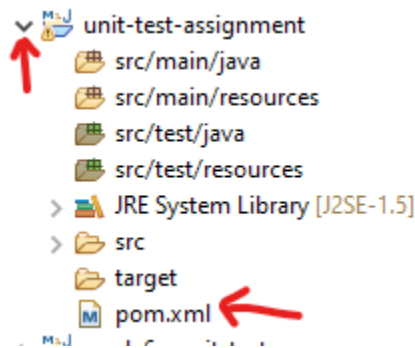 unit-test-assignment
src/main/java
src/main/resources
src/test/java
src/test/resources
JRE System Library [J2SE-1.5]
src
target
pom.xml